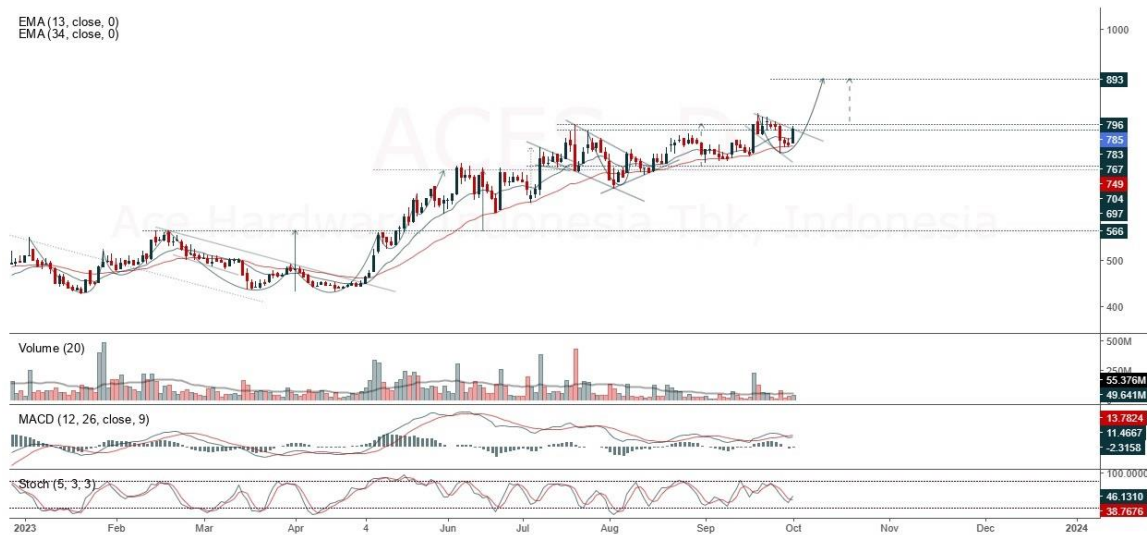 EMA (13, close, 0)
EMA (34, close, 0)
ACES, D
Ace Hardware Indonesia Tbk, Indonesia
1000
893
796
785
783
767
749
704
697
566
500
400
Volume (20)
500M
250M
55.376M
49.641M
MACD (12, 26, close, 9)
13.7824
11.4667
-2.3158
Stoch (5, 3, 3)
100.0000
46.1310
38.7676
2023 Feb Mar Apr 4 Jun Jul Aug Sep Oct Nov Dec 2024